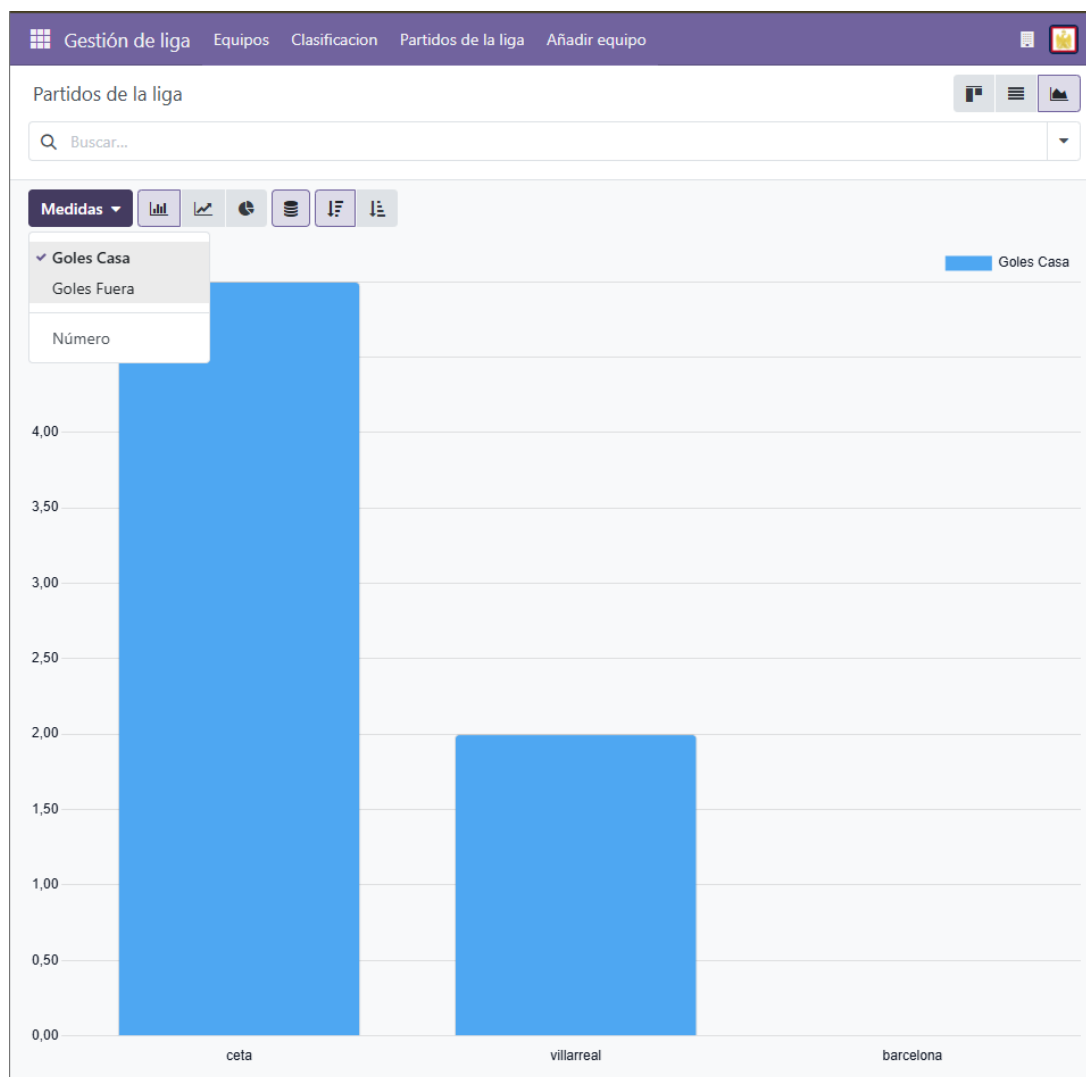 Gestión de liga Equipos Clasificacion Partidos de la liga Añadir equipo
Partidos de la liga
Buscar...
Medidas
Goles Casa
Goles Fuera
Número
Goles Casa
4,00
3,50
3,00
2,50
2,00
1,50
1,00
0,50
0,00
ceta villarreal barcelona